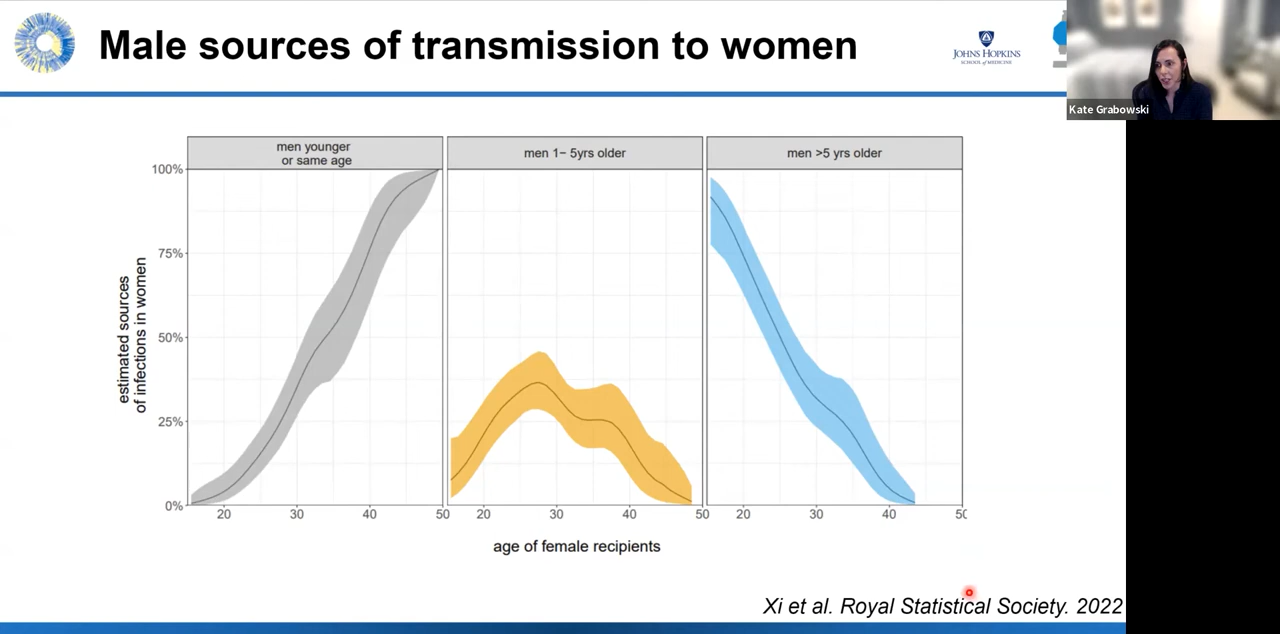 Male sources of transmission to women
JOHNS HOPKINS
SCHOOL of MEDICINE
Kate Grabowski
men younger
or same age
men 1− 5yrs older
men >5 yrs older
100%
75%
50%
25%
0%
estimated sources
of infections in women
20 30 40 50 20 30 40 50 20 30 40 50
age of female recipients
Xi et al. Royal Statistical Society. 2022